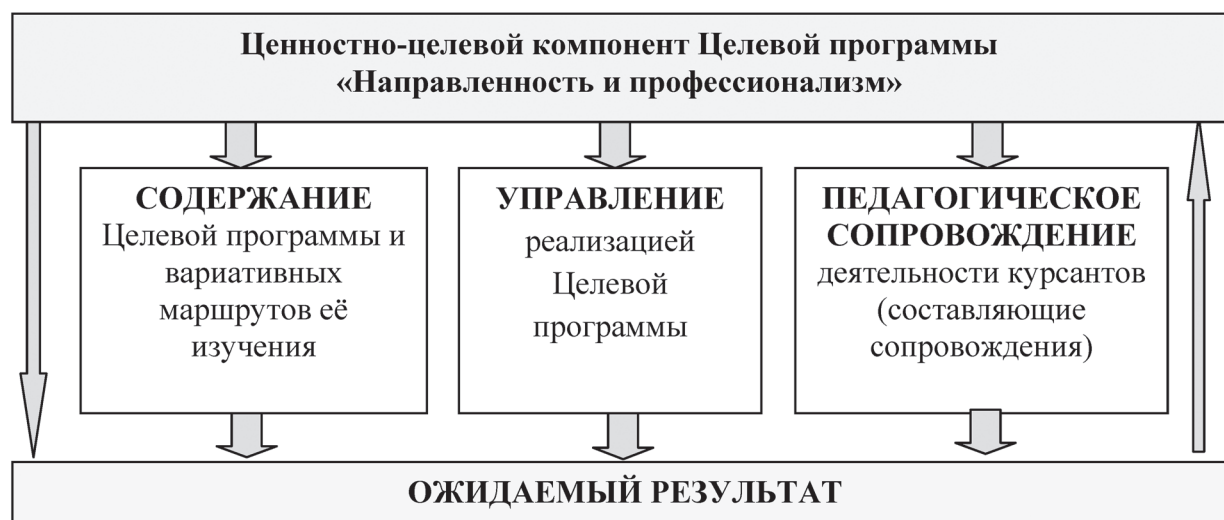 Ценностно-целевой компонент Целевой программы
«Направленность и профессионализм»
СОДЕРЖАНИЕ
Целевой программы и
вариативных
маршрутов её
изучения
УПРАВЛЕНИЕ
реализацией
Целевой
программы
ПЕДАГОГИЧЕСКОЕ
СОПРОВОЖДЕНИЕ
деятельности курсантов
(составляющие
сопровождения)
ОЖИДАЕМЫЙ РЕЗУЛЬТАТ